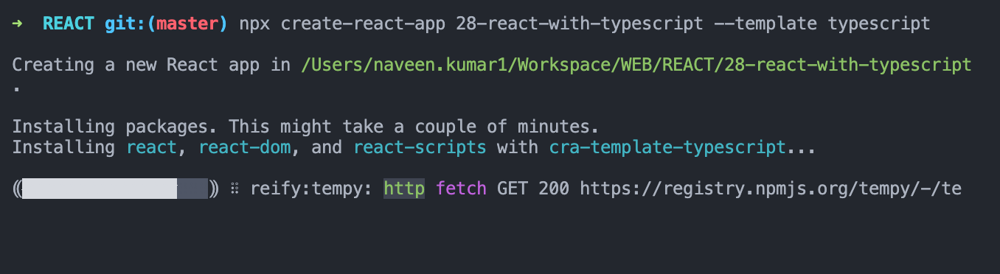 ➜  REACT git:(master) npx create-react-app 28-react-with-typescript --template typescript
Creating a new React app in /Users/naveen.kumar1/Workspace/WEB/REACT/28-react-with-typescript
.
Installing packages. This might take a couple of minutes.
Installing react, react-dom, and react-scripts with cra-template-typescript...
(( )) ⠿ reify:tempy: http fetch GET 200 https://registry.npmjs.org/tempy/-/te